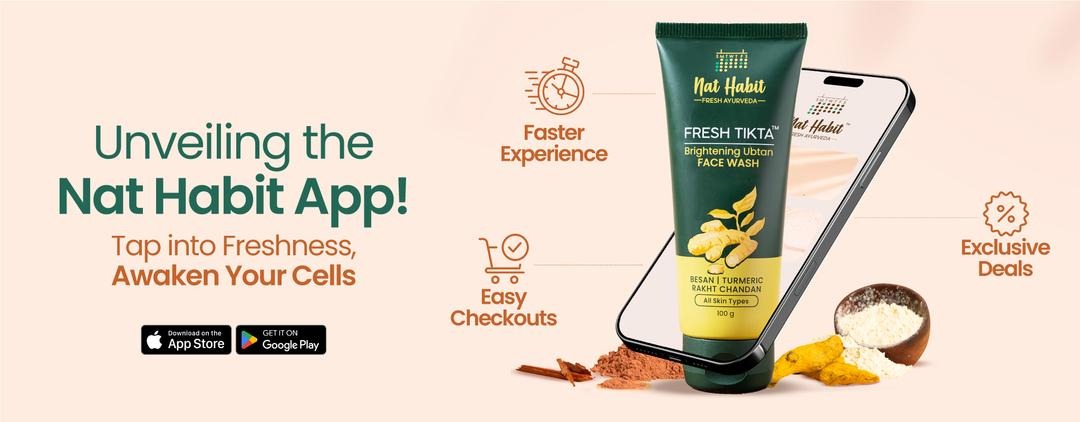 Unveiling the
Nat Habit App!
Tap into Freshness,
Awaken Your Cells
Download on the
App Store
GET IT ON
Google Play
Faster
Experience
Easy
Checkouts
Nat Habit
FRESH AYURVEDA
FRESH TIKTA™
Brightening Ubtan
FACE WASH
BESAN | TURMERIC
RAKHT CHANDAN
All Skin Types
100 g
Nat Habit
Exclusive
Deals